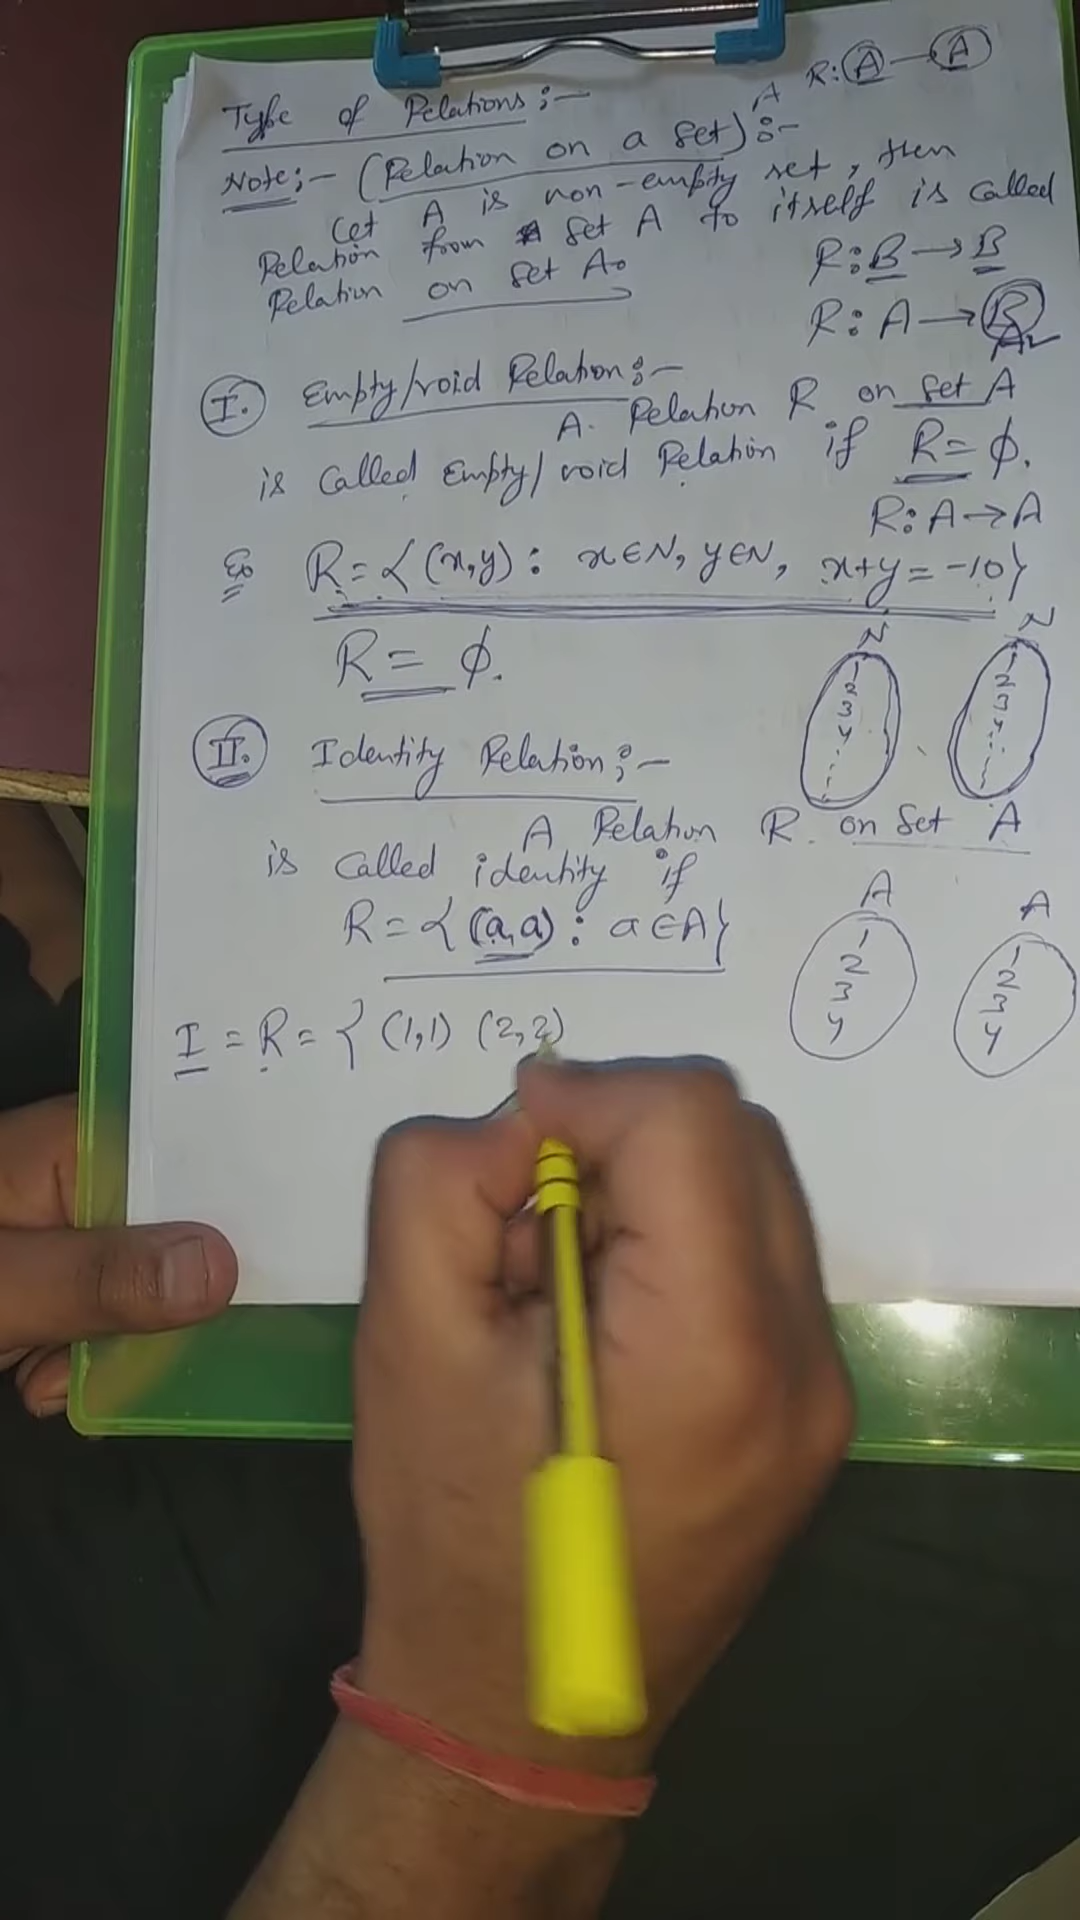 R: A — A
Type of Relations :—
A
Note :— (Relation on a set) :—
Let A is non-empty set, then
Relation from set A to itself is called
Relation on set A.
R: B → B
R: A → B
A
I. Empty/void Relation :—
A Relation R on set A
is called Empty/void Relation if R = ϕ.
R: A → A
Ex R = {(x,y) : x ∈ N, y ∈ N, x+y = -10}
R = ϕ.
N N
1 1
2 2
3 3
4 4
II. Identity Relation :—
A Relation R on set A
is called identity if
R = {(a,a) : a ∈ A}
A A
1 1
2 2
3 3
4 4
I = R = { (1,1) (2,2)